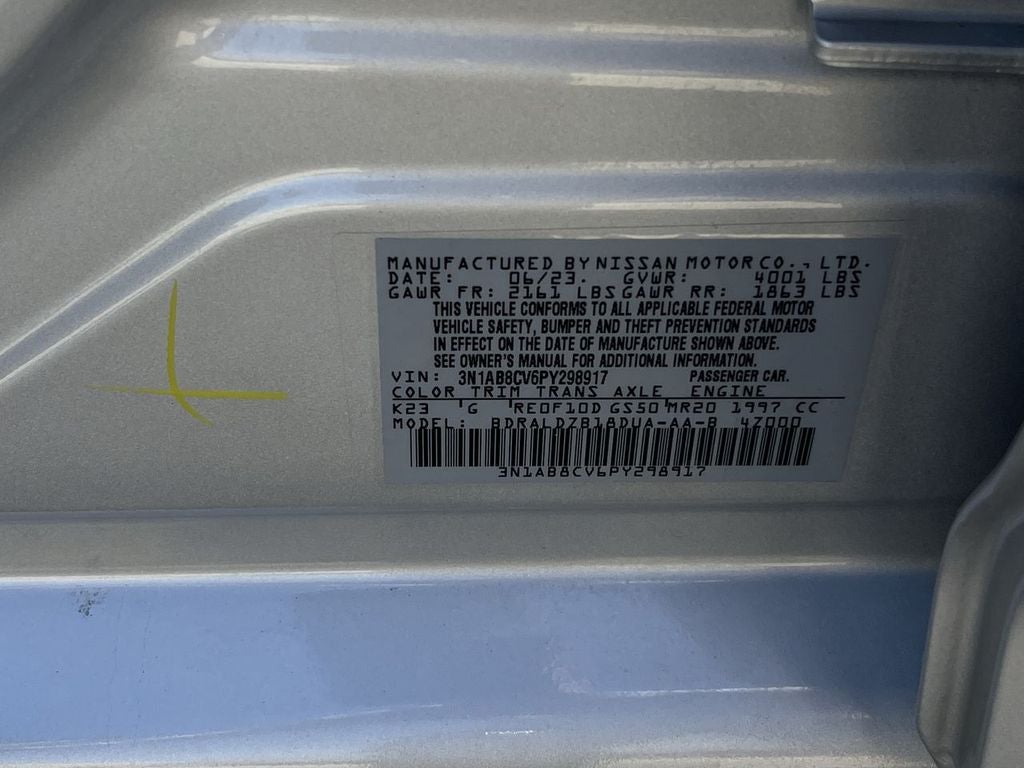 MANUFACTURED BY NISSAN MOTOR CO., LTD.
DATE: 06/23. GVWR: 4001 LBS
GAWR FR: 2161 LBS GAWR RR: 1863 LBS
THIS VEHICLE CONFORMS TO ALL APPLICABLE FEDERAL MOTOR
VEHICLE SAFETY, BUMPER AND THEFT PREVENTION STANDARDS
IN EFFECT ON THE DATE OF MANUFACTURE SHOWN ABOVE.
SEE OWNER'S MANUAL FOR ADDITIONAL INFORMATION.
VIN: 3N1AB8CV6PY298917 PASSENGER CAR.
COLOR TRIM TRANS AXLE ENGINE
K23 G RE0F10D GS50 MR20 1997 CC
MODEL: BDRALDZB18DUA-AA-B 4Z000
3N1AB8CV6PY298917